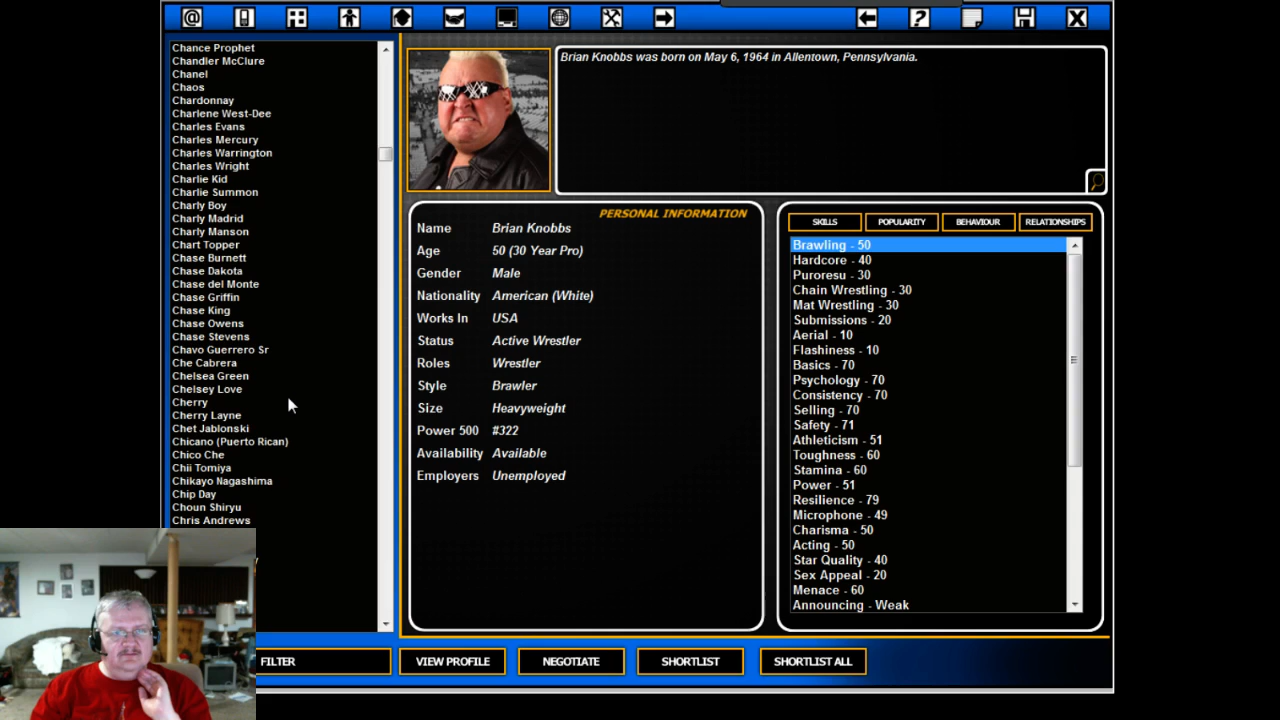 @
?
X
Chance Prophet
Chandler McClure
Chanel
Chaos
Chardonnay
Charlene West-Dee
Charles Evans
Charles Mercury
Charles Warrington
Charles Wright
Charlie Kid
Charlie Summon
Charly Boy
Charly Madrid
Charly Manson
Chart Topper
Chase Burnett
Chase Dakota
Chase del Monte
Chase Griffin
Chase King
Chase Owens
Chase Stevens
Chavo Guerrero Sr
Che Cabrera
Chelsea Green
Chelsey Love
Cherry
Cherry Layne
Chet Jablonski
Chicano (Puerto Rican)
Chico Che
Chii Tomiya
Chikayo Nagashima
Chip Day
Choun Shiryu
Chris Andrews
Brian Knobbs was born on May 6, 1964 in Allentown, Pennsylvania.
PERSONAL INFORMATION
Name Brian Knobbs
Age 50 (30 Year Pro)
Gender Male
Nationality American (White)
Works In USA
Status Active Wrestler
Roles Wrestler
Style Brawler
Size Heavyweight
Power 500 #322
Availability Available
Employers Unemployed
SKILLS POPULARITY BEHAVIOUR RELATIONSHIPS
Brawling - 50
Hardcore - 40
Puroresu - 30
Chain Wrestling - 30
Mat Wrestling - 30
Submissions - 20
Aerial - 10
Flashiness - 10
Basics - 70
Psychology - 70
Consistency - 70
Selling - 70
Safety - 71
Athleticism - 51
Toughness - 60
Stamina - 60
Power - 51
Resilience - 79
Microphone - 49
Charisma - 50
Acting - 50
Star Quality - 40
Sex Appeal - 20
Menace - 60
Announcing - Weak
FILTER VIEW PROFILE NEGOTIATE SHORTLIST SHORTLIST ALL